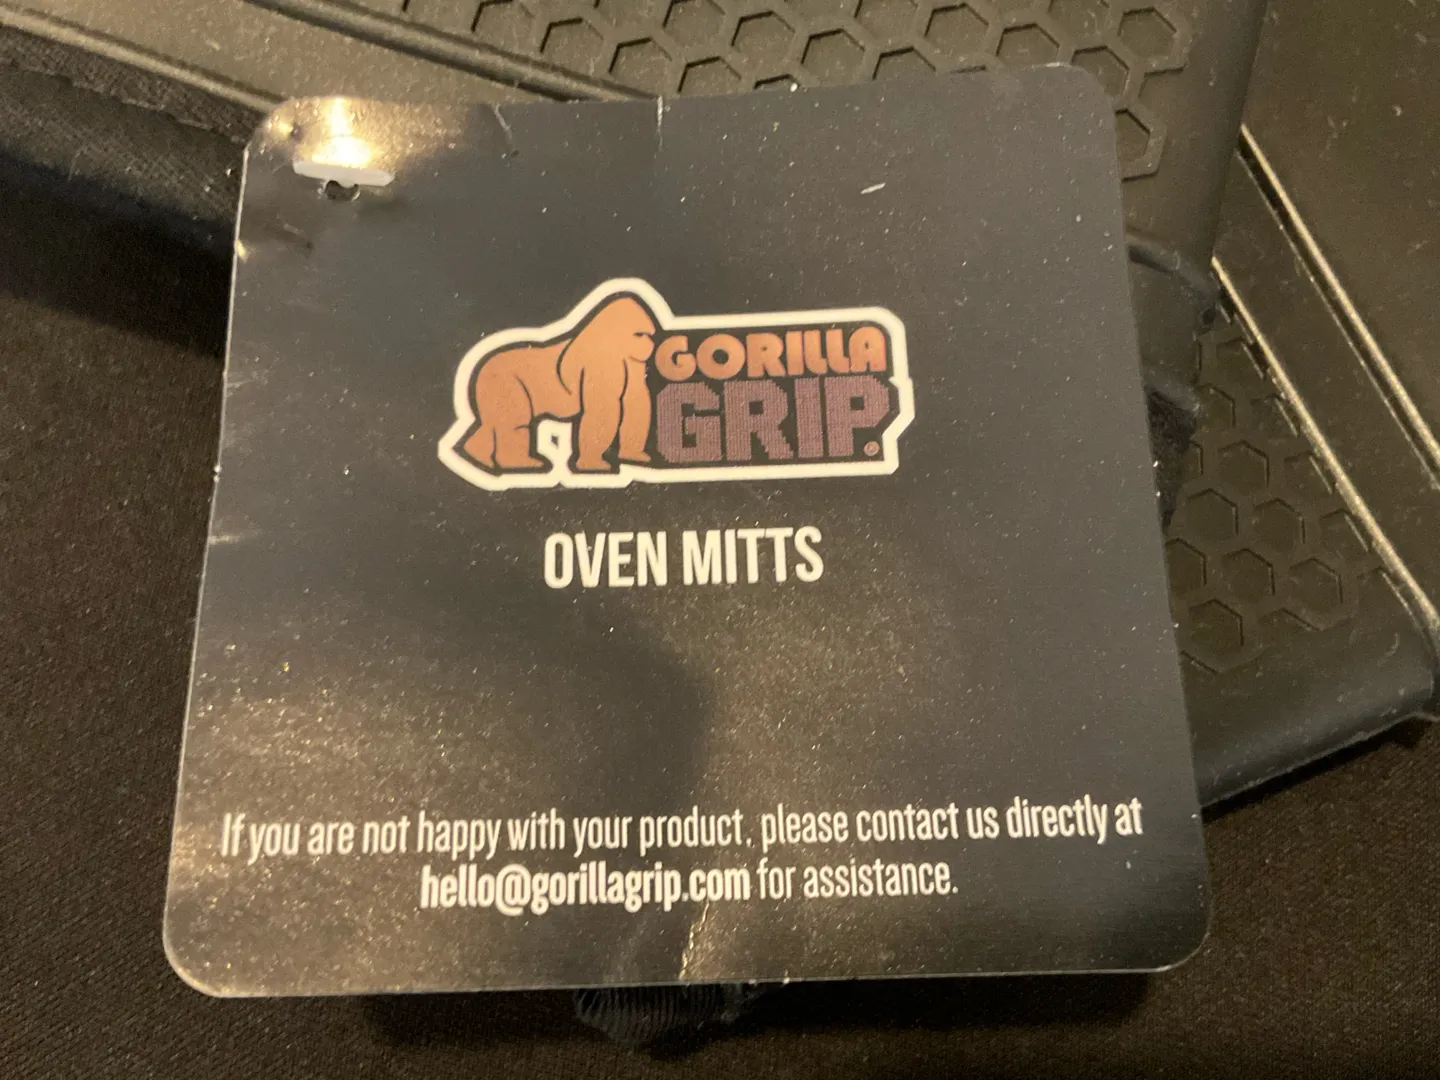 GORILLA
GRIP®
OVEN MITTS
If you are not happy with your product, please contact us directly at
hello@gorillagrip.com for assistance.